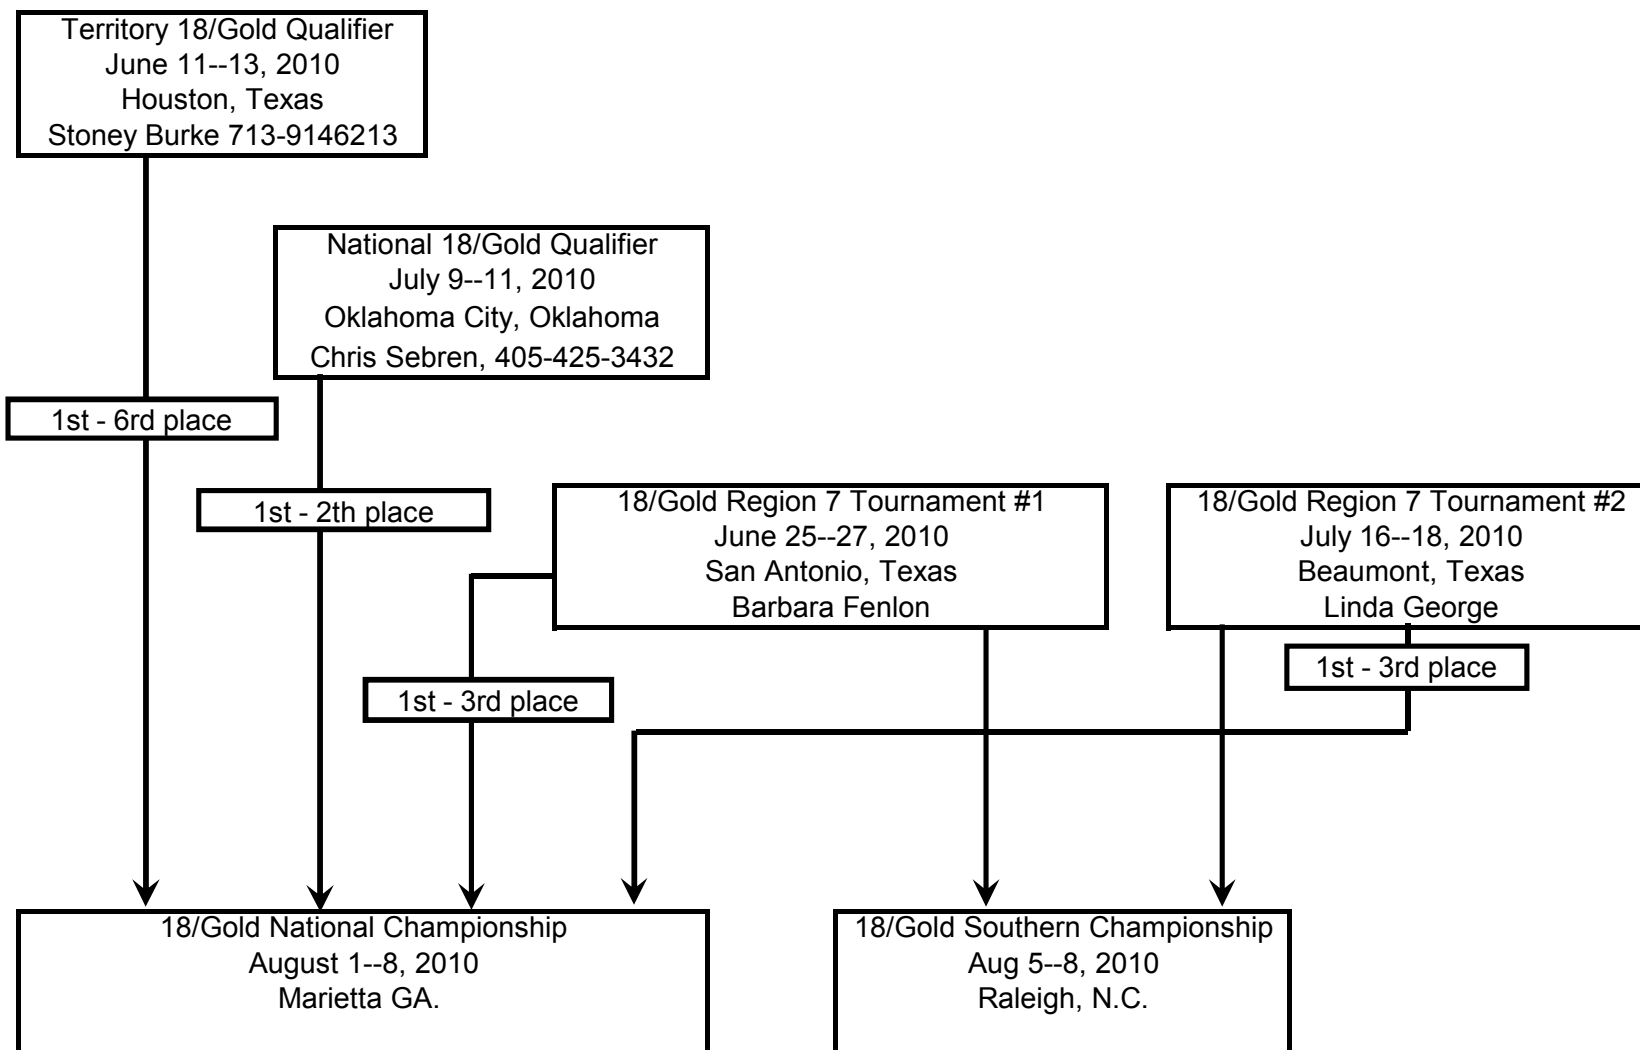 Territory 18/Gold Qualifier
June 11--13, 2010
Houston, Texas
Stoney Burke 713-9146213
National 18/Gold Qualifier
July 9--11, 2010
Oklahoma City, Oklahoma
Chris Sebren, 405-425-3432
1st - 6rd place
1st - 2th place
18/Gold Region 7 Tournament #1
June 25--27, 2010
San Antonio, Texas
Barbara Fenlon
18/Gold Region 7 Tournament #2
July 16--18, 2010
Beaumont, Texas
Linda George
1st - 3rd place
1st - 3rd place
18/Gold National Championship
August 1--8, 2010
Marietta GA.
18/Gold Southern Championship
Aug 5--8, 2010
Raleigh, N.C.